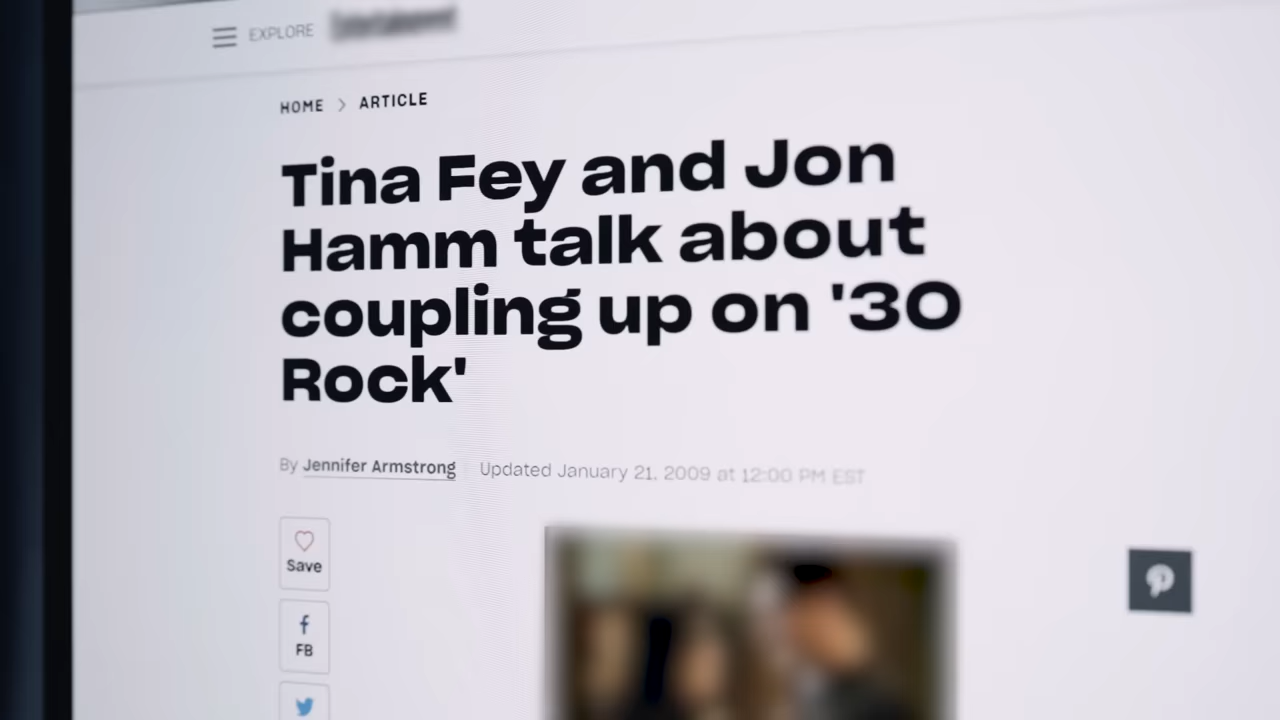 EXPLORE
HOME > ARTICLE
Tina Fey and Jon
Hamm talk about
coupling up on '30
Rock'
By Jennifer Armstrong Updated January 21, 2009 at 12:00 PM EST
Save
FB